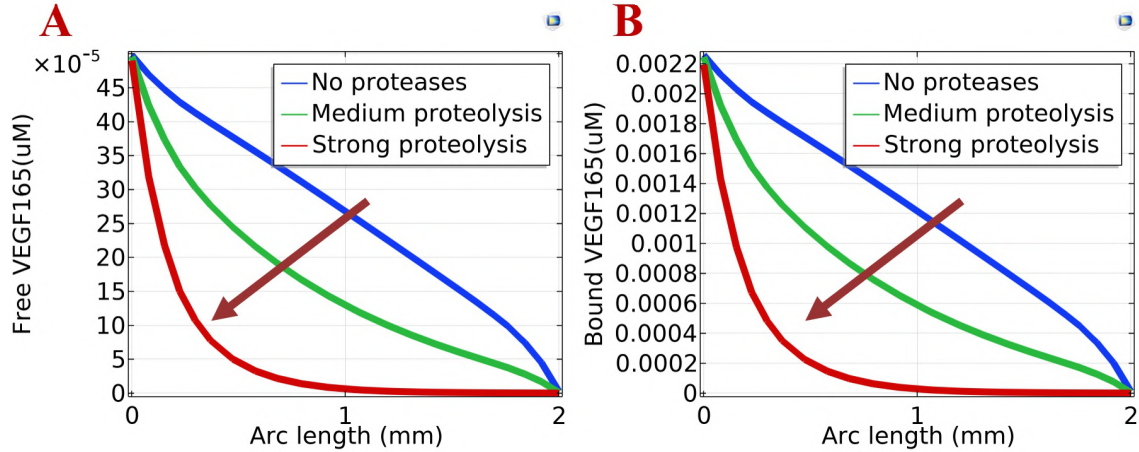 A
×10⁻⁵
Free VEGF165(uM)
45
40
35
30
25
20
15
10
5
0
No proteases
Medium proteolysis
Strong proteolysis
0 1 2
Arc length (mm)
B
Bound VEGF165(uM)
0.0022
0.002
0.0018
0.0016
0.0014
0.0012
0.001
0.0008
0.0006
0.0004
0.0002
0
No proteases
Medium proteolysis
Strong proteolysis
0 1 2
Arc length (mm)